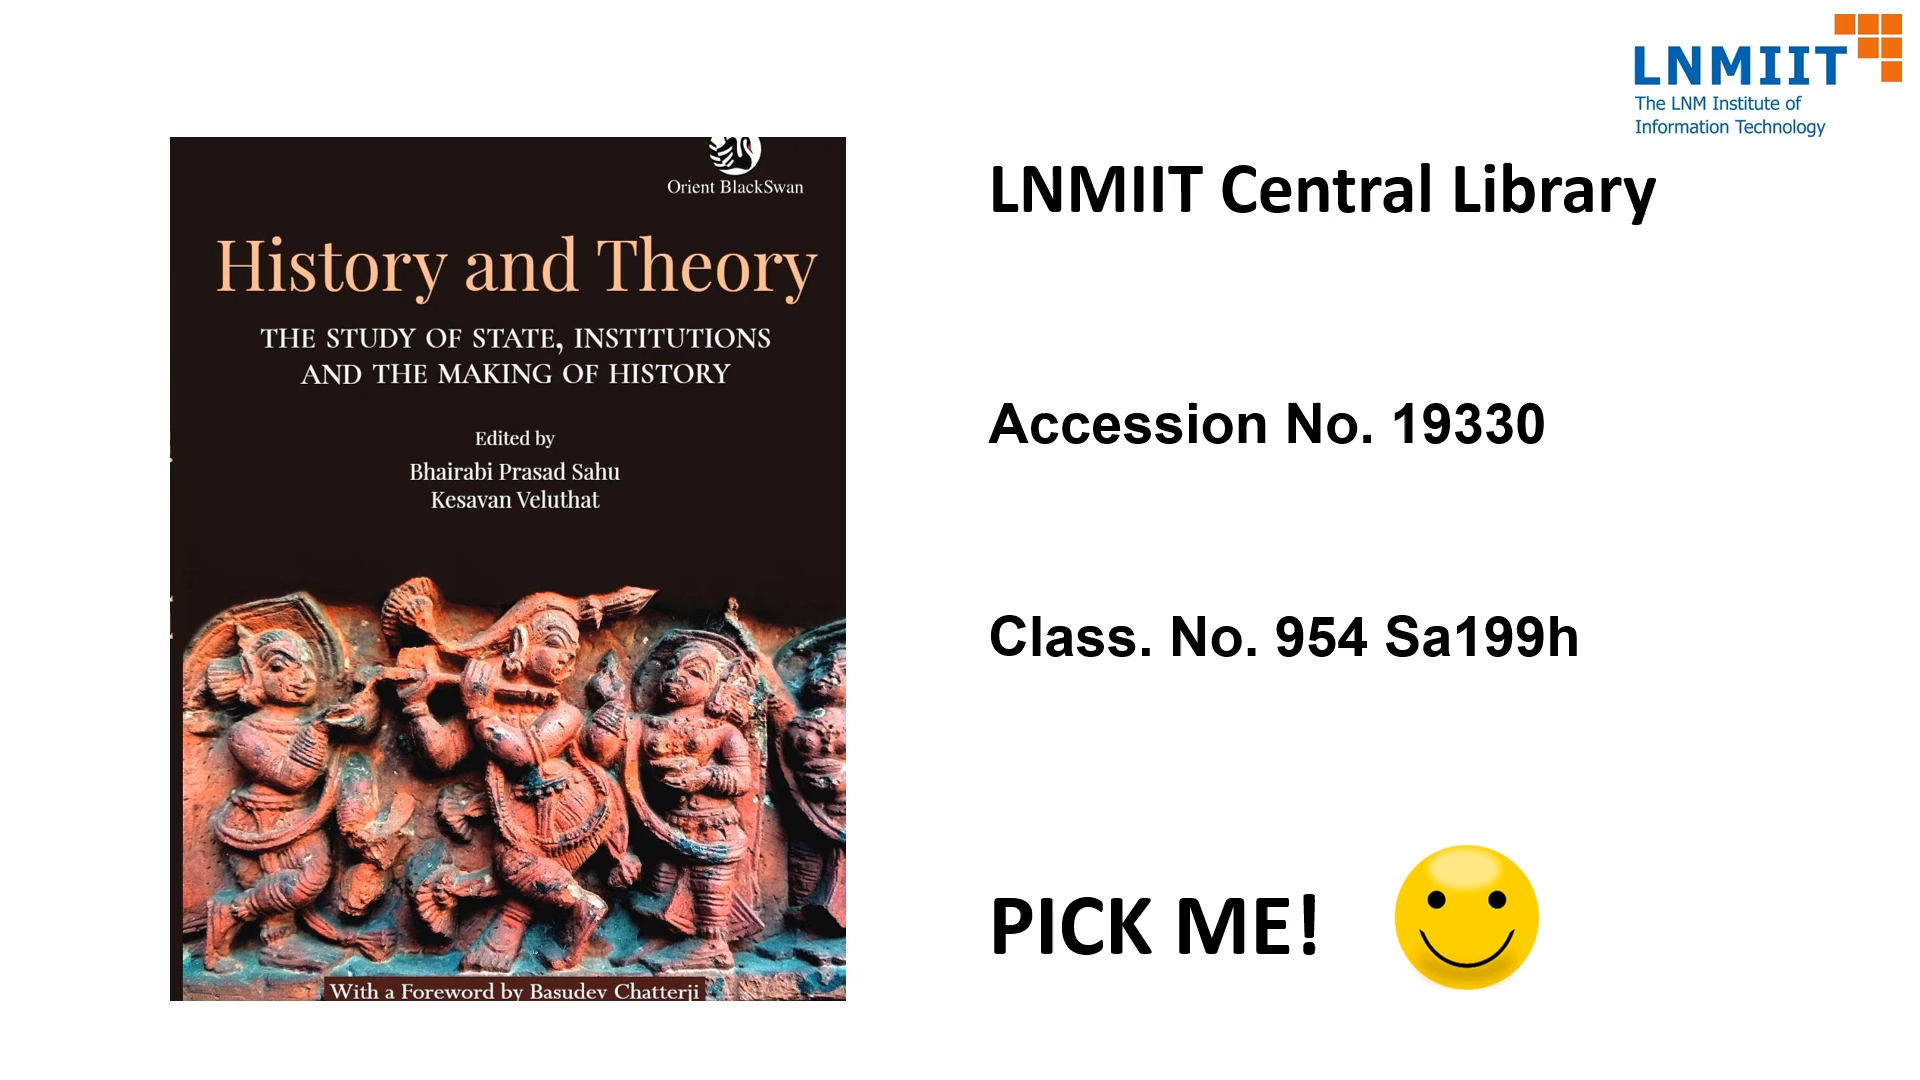 LNMIIT
The LNM Institute of
Information Technology
Orient BlackSwan
History and Theory
THE STUDY OF STATE, INSTITUTIONS
AND THE MAKING OF HISTORY
Edited by
Bhairabi Prasad Sahu
Kesavan Veluthat
With a Foreword by Basudev Chatterji
LNMIIT Central Library
Accession No. 19330
Class. No. 954 Sa199h
PICK ME!